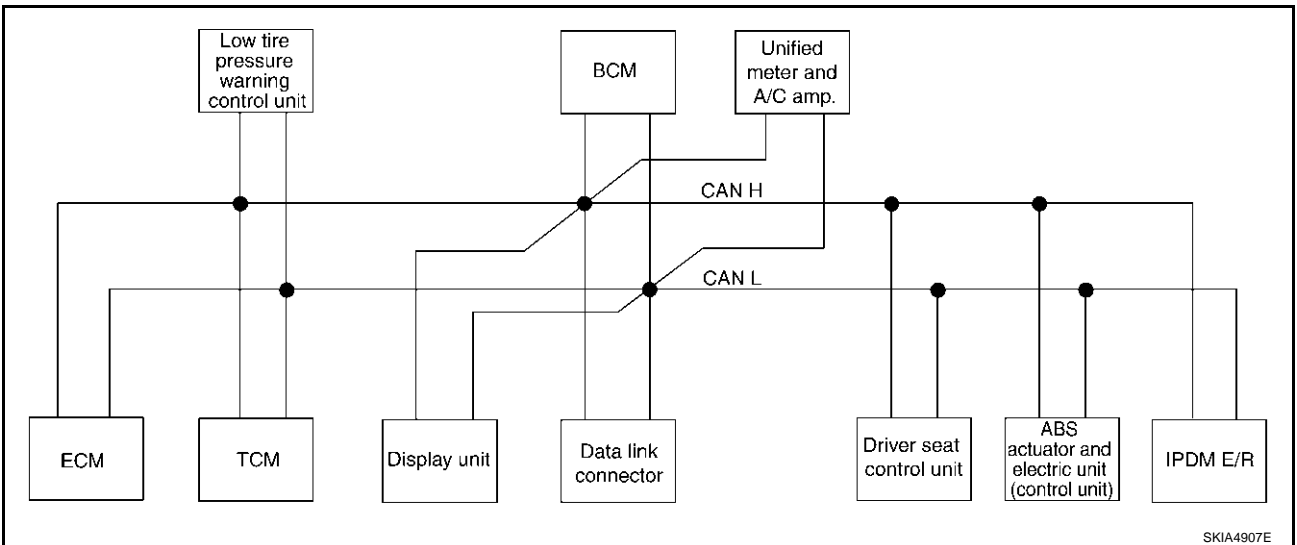 Low tire
pressure
warning
control unit
BCM
Unified
meter and
A/C amp.
CAN H
CAN L
ECM
TCM
Display unit
Data link
connector
Driver seat
control unit
ABS
actuator and
electric unit
(control unit)
IPDM E/R
SKIA4907E